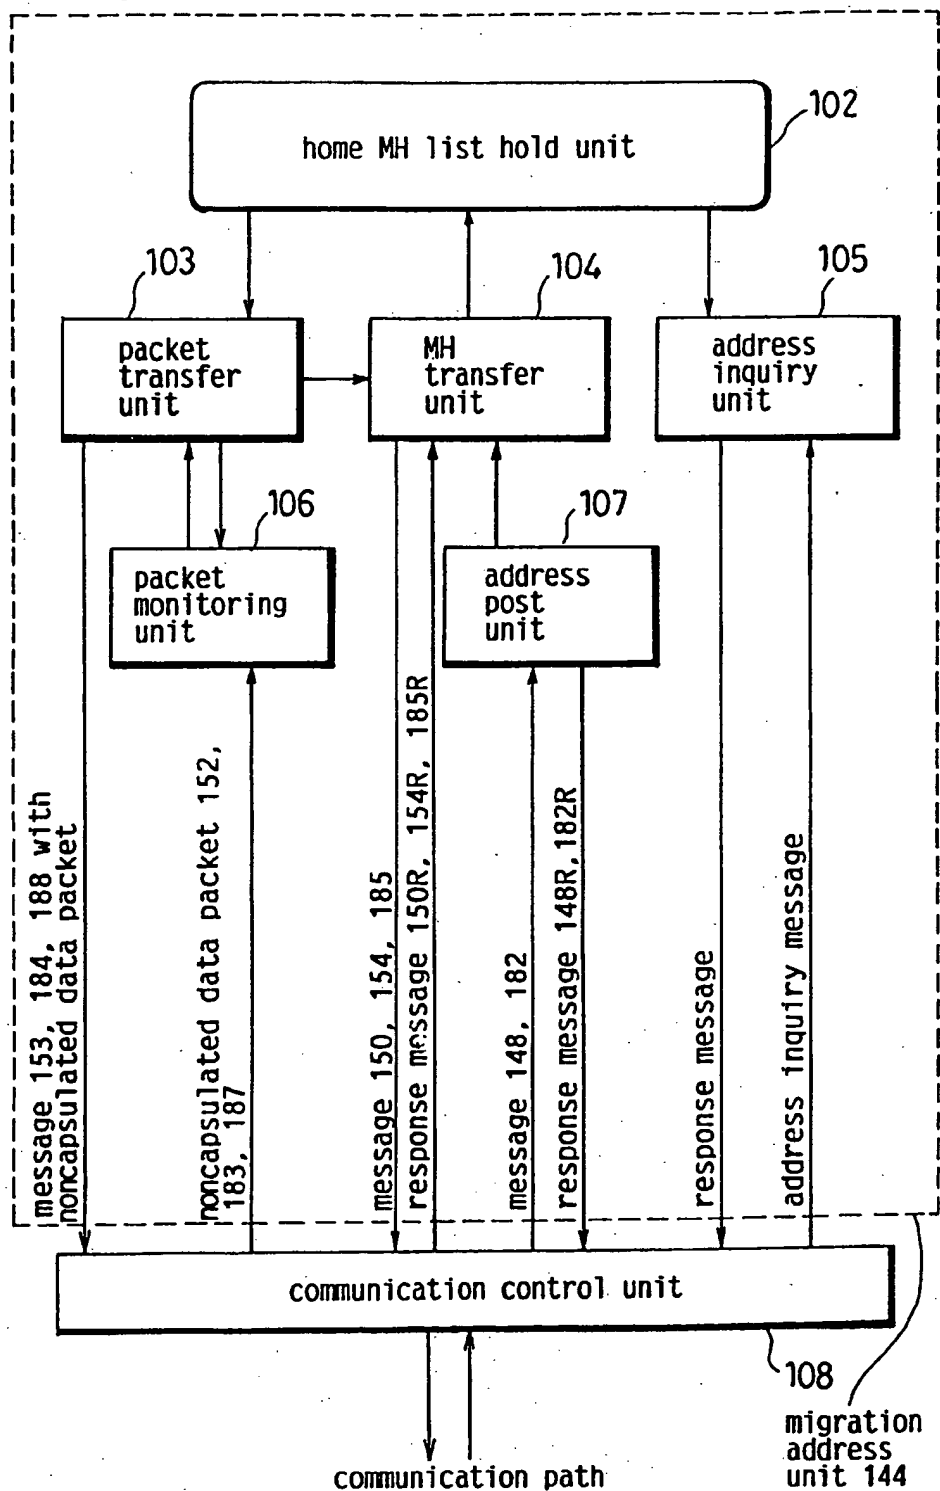 102
home MH list hold unit
103
104
105
packet
transfer
unit
MH
transfer
unit
address
inquiry
unit
106
107
packet
monitoring
unit
address
post
unit
message 153, 184, 188 with
noncapsulated data packet
noncapsulated data packet 152,
183, 187
message 150, 154, 185
response message 150R, 154R, 185R
message 148, 182
response message 148R, 182R
response message
address inquiry message
communication control unit
108
migration
address
unit 144
communication path